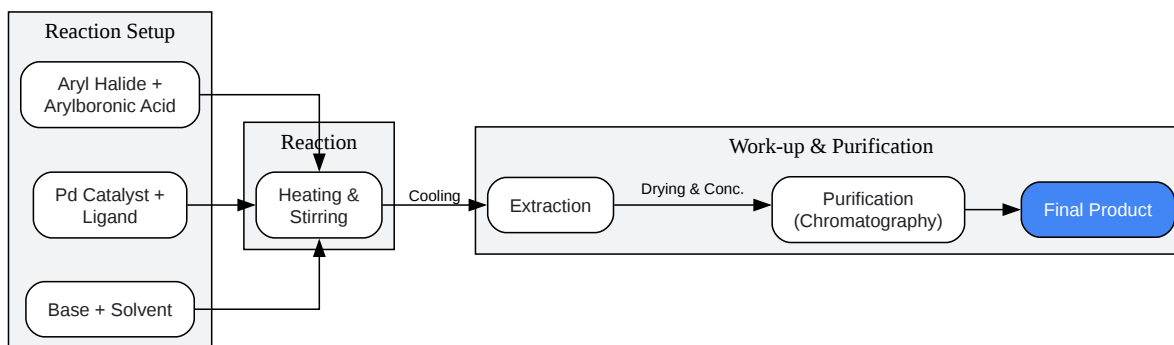 Reaction Setup
Aryl Halide +
Arylboronic Acid
Pd Catalyst +
Ligand
Base + Solvent
Reaction
Heating &
Stirring
Cooling
Work-up & Purification
Extraction
Drying & Conc.
Purification
(Chromatography)
Final Product